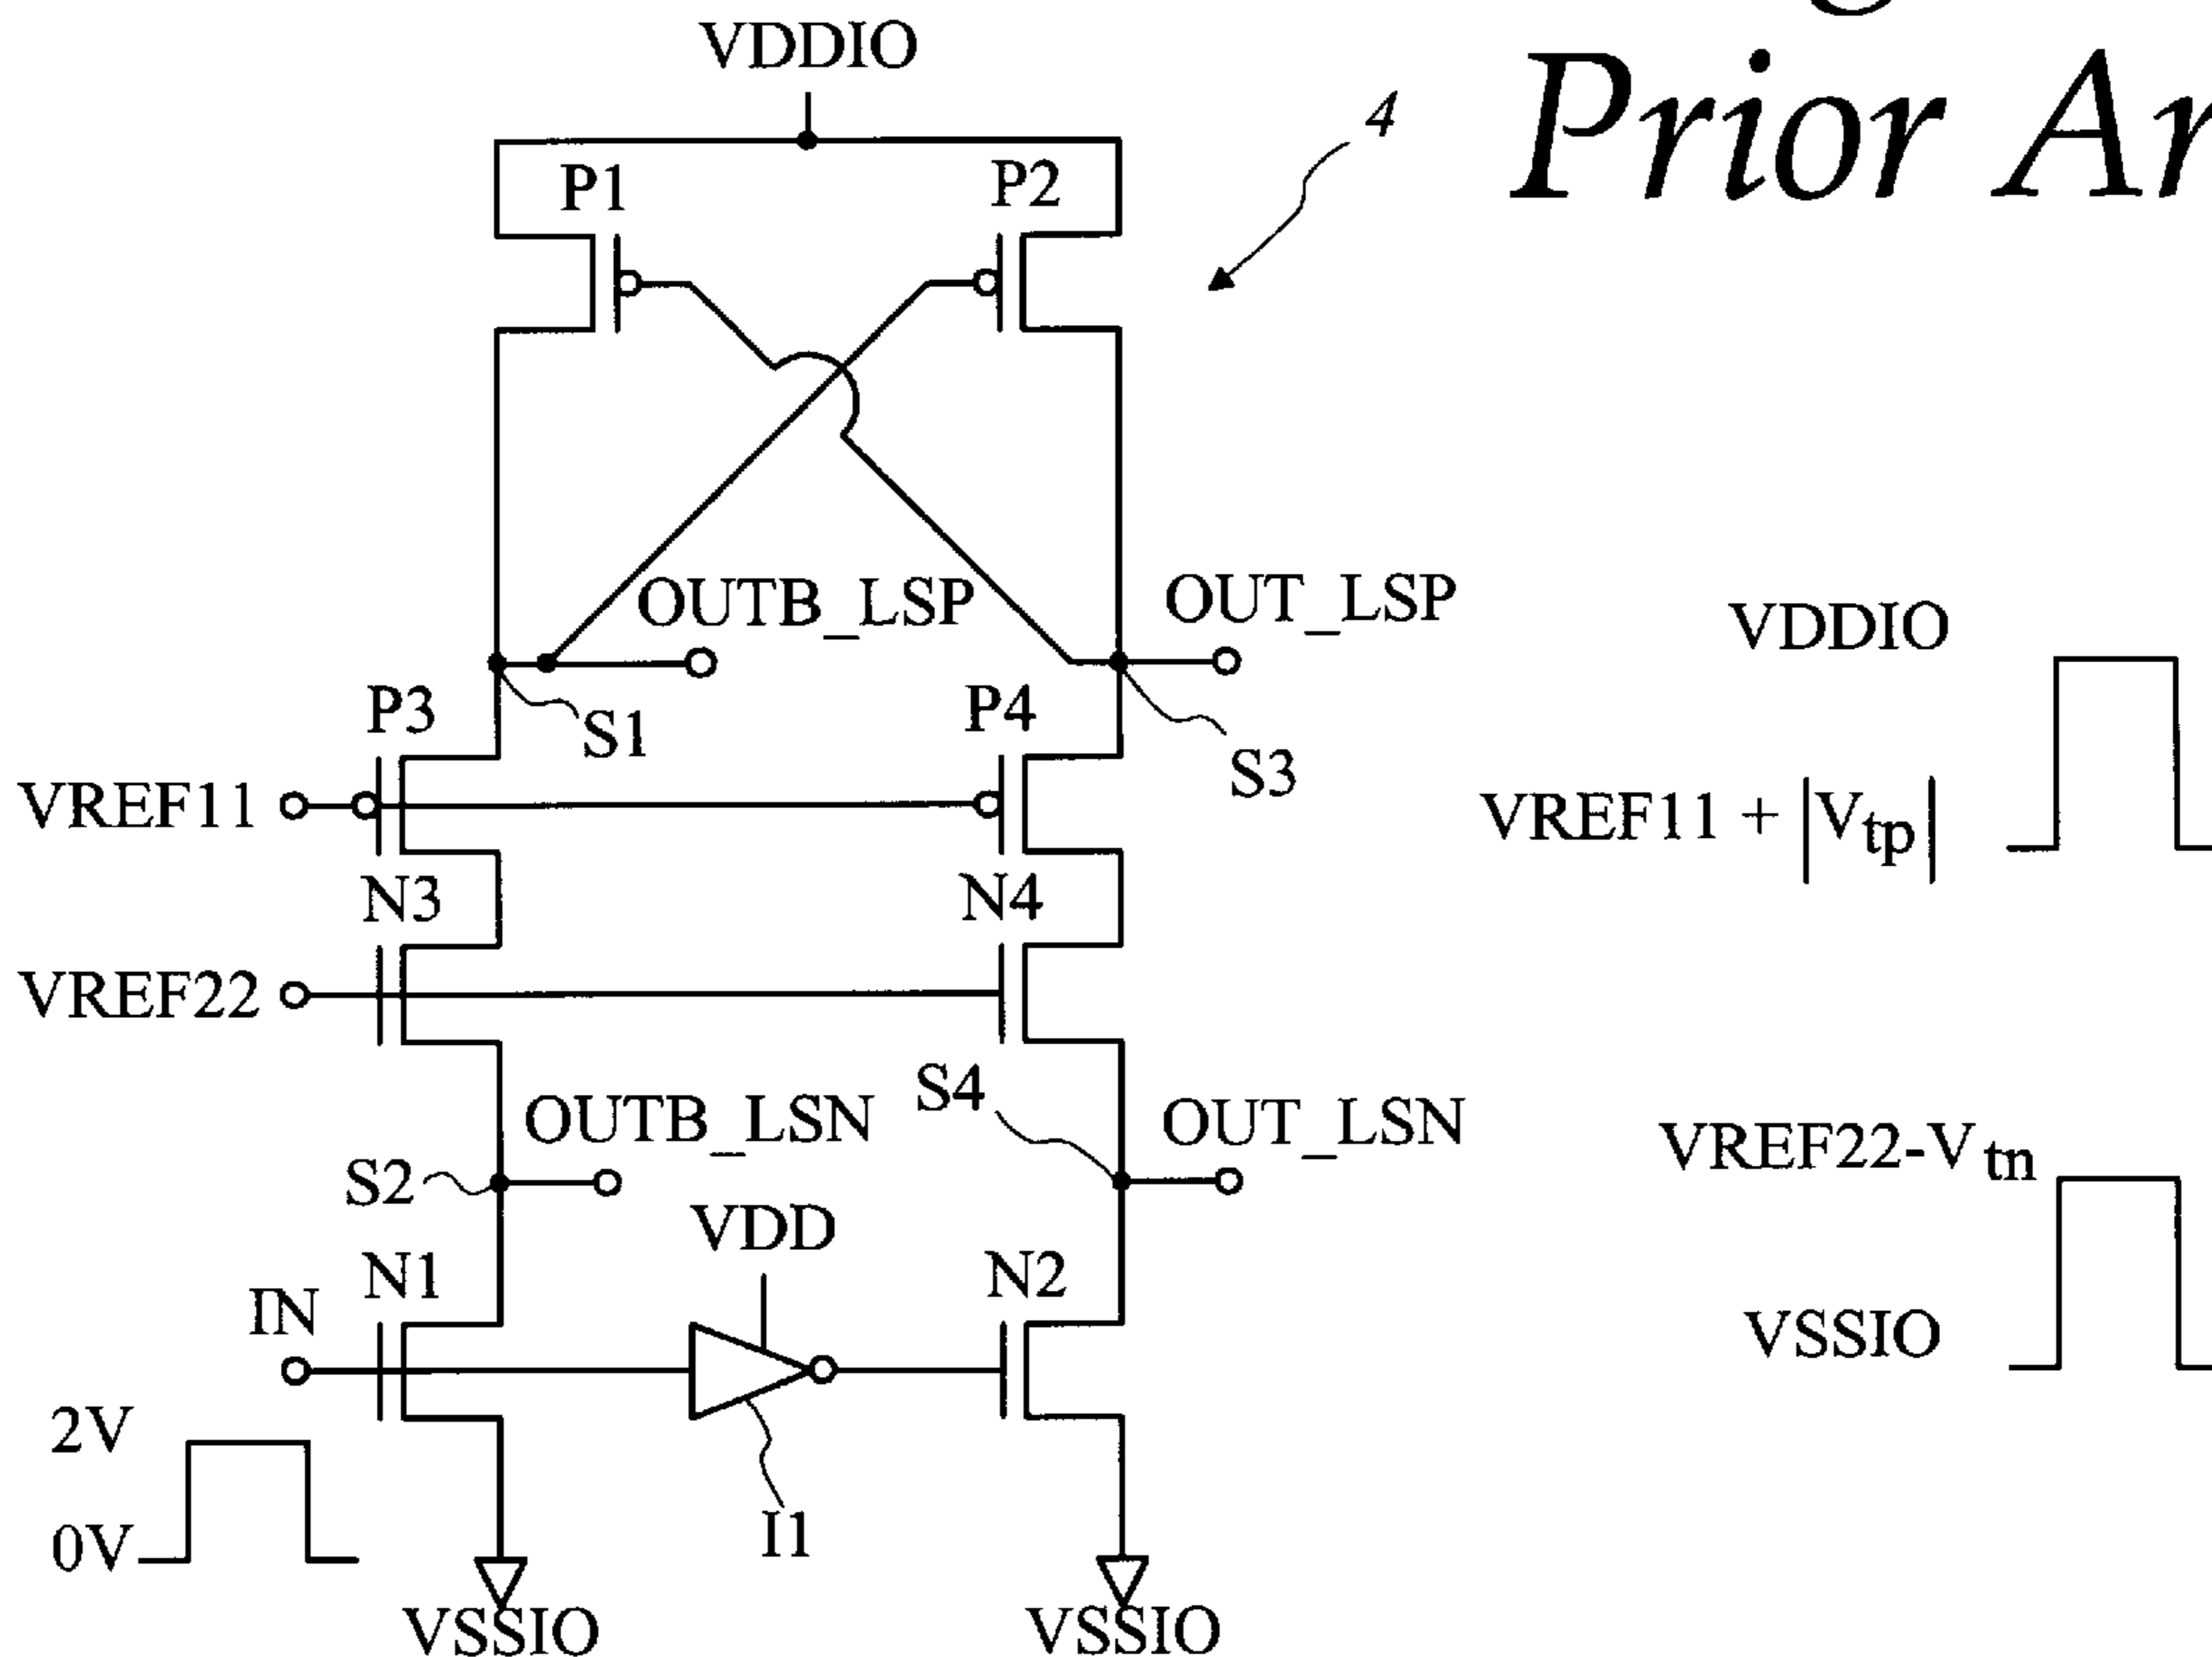 Prior Ar
VDDIO
4
P1
P2
OUTB_LSP
OUT_LSP
VDDIO
P3
S1
P4
S3
VREF11
VREF11 + |Vtp|
N3
N4
VREF22
S4
OUTB_LSN
OUT_LSN
VREF22-Vtn
S2
VDD
N1
N2
IN
VSSIO
2V
0V
I1
VSSIO
VSSIO